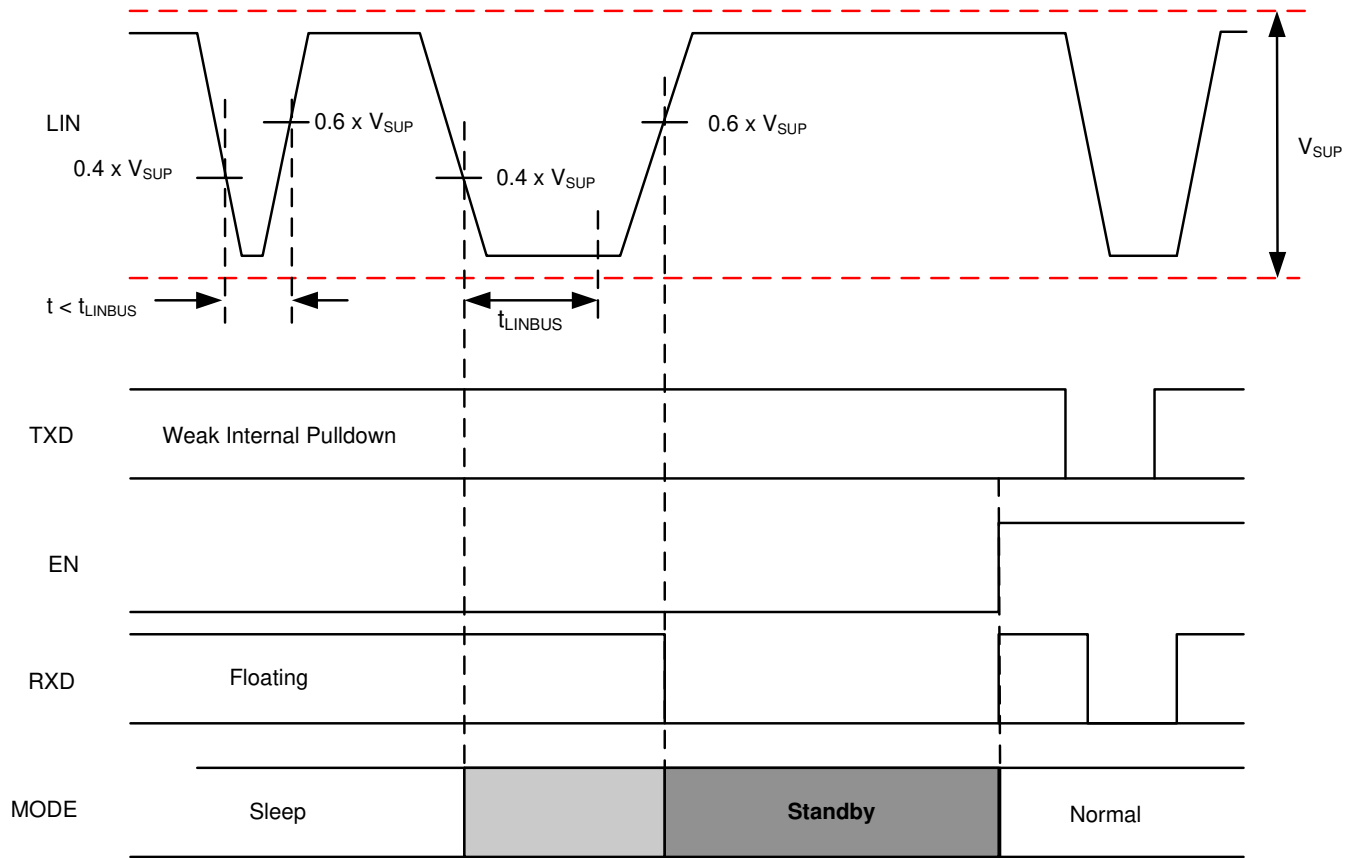 LIN
0.6 x VSUP
0.6 x VSUP
0.4 x VSUP
0.4 x VSUP
VSUP
t < tLINBUS
tLINBUS
TXD
Weak Internal Pulldown
EN
RXD
Floating
MODE
Sleep
Standby
Normal